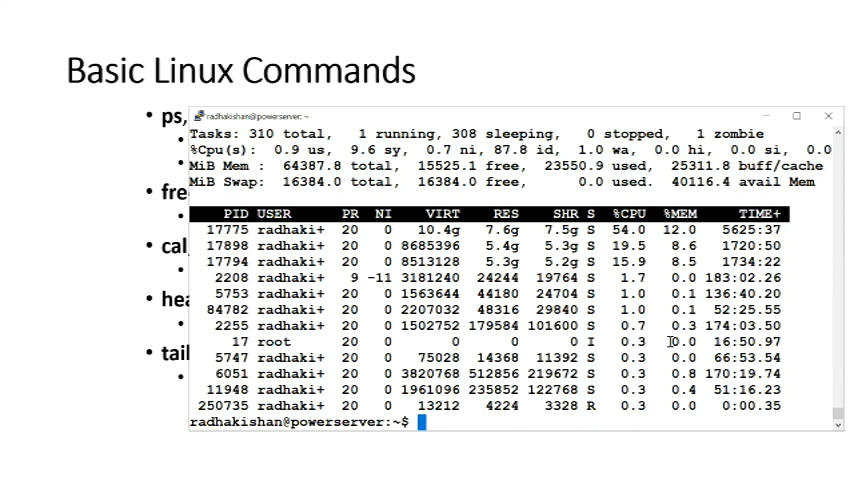 Basic Linux Commands
• ps,
radhakishan@powerserver: ~
Tasks: 310 total, 1 running, 308 sleeping, 0 stopped, 1 zombie
%Cpu(s): 0.9 us, 9.6 sy, 0.7 ni, 87.8 id, 1.0 wa, 0.0 hi, 0.0 si, 0.0
MiB Mem : 64387.8 total, 15525.1 free, 23550.9 used, 25311.8 buff/cache
MiB Swap: 16384.0 total, 16384.0 free, 0.0 used. 40116.4 avail Mem
• fre
PID USER PR NI VIRT RES SHR S %CPU %MEM TIME+
17775 radhaki+ 20 0 10.4g 7.6g 7.5g S 54.0 12.0 5625:37
• cal,
17898 radhaki+ 20 0 8685396 5.4g 5.3g S 19.5 8.6 1720:50
17794 radhaki+ 20 0 8513128 5.3g 5.2g S 15.9 8.5 1734:22
2208 radhaki+ 9 -11 3181240 24244 19764 S 1.7 0.0 183:02.26
• hea
5753 radhaki+ 20 0 1563644 44180 24704 S 1.0 0.1 136:40.20
84782 radhaki+ 20 0 2207032 48316 29840 S 1.0 0.1 52:25.55
2255 radhaki+ 20 0 1502752 179584 101600 S 0.7 0.3 174:03.50
17 root 20 0 0 0 0 I 0.3 0.0 16:50.97
• tail
5747 radhaki+ 20 0 75028 14368 11392 S 0.3 0.0 66:53.54
6051 radhaki+ 20 0 3820768 512856 219672 S 0.3 0.8 170:19.74
11948 radhaki+ 20 0 1961096 235852 122768 S 0.3 0.4 51:16.23
250735 radhaki+ 20 0 13212 4224 3328 R 0.3 0.0 0:00.35
radhakishan@powerserver:~$